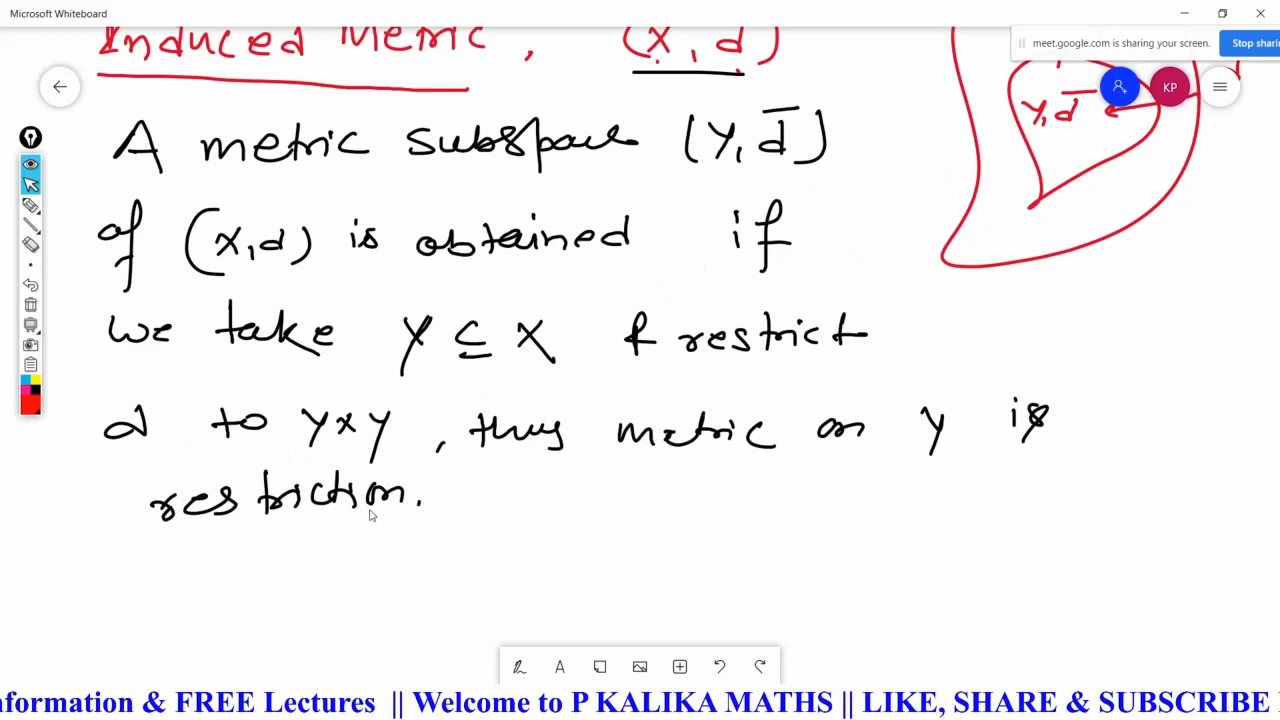 Microsoft Whiteboard
Induced Metric, (X, d)
meet.google.com is sharing your screen.
Stop sharin
KP
Y, d̅
A metric subspace (Y, d̅)
of (X, d) is obtained if
we take Y ⊆ X & restrict
d to Y×Y, thus metric on Y is
restriction.
nformation & FREE Lectures || Welcome to P KALIKA MATHS || LIKE, SHARE & SUBSCRIBE